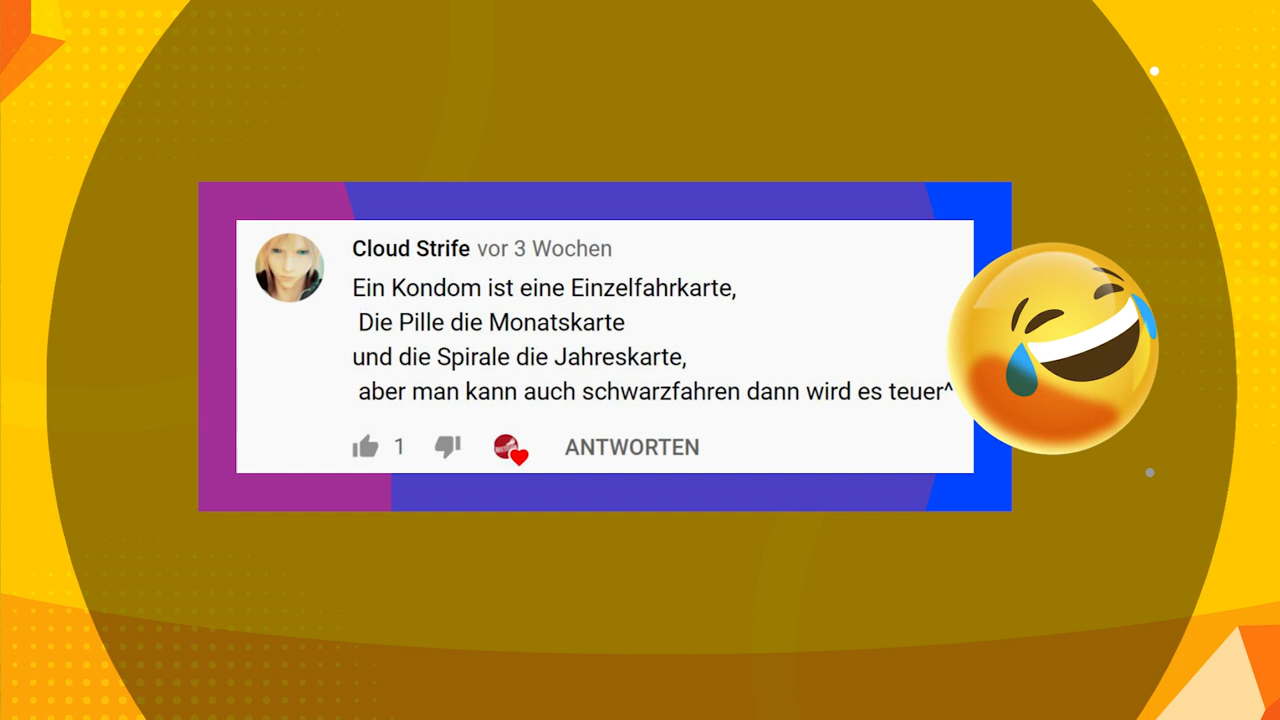 Cloud Strife vor 3 Wochen
Ein Kondom ist eine Einzelfahrkarte,
Die Pille die Monatskarte
und die Spirale die Jahreskarte,
aber man kann auch schwarzfahren dann wird es teuer^
1 ANTWORTEN